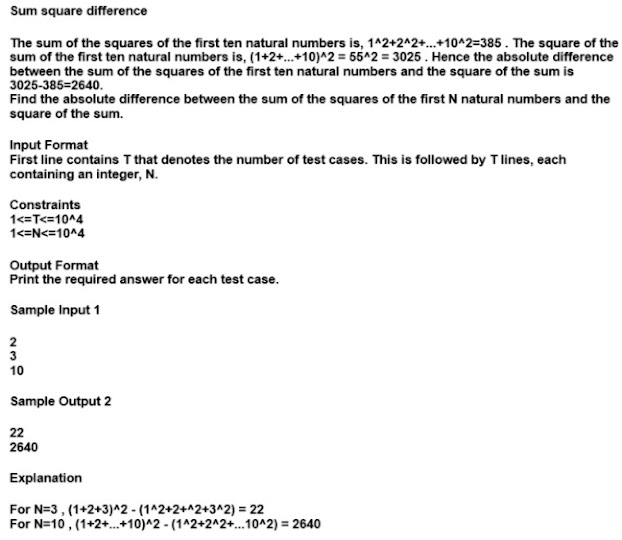 Sum square difference
The sum of the squares of the first ten natural numbers is, 1^2+2^2+...+10^2=385 . The square of the
sum of the first ten natural numbers is, (1+2+...+10)^2 = 55^2 = 3025 . Hence the absolute difference
between the sum of the squares of the first ten natural numbers and the square of the sum is
3025-385=2640.
Find the absolute difference between the sum of the squares of the first N natural numbers and the
square of the sum.
Input Format
First line contains T that denotes the number of test cases. This is followed by T lines, each
containing an integer, N.
Constraints
1<=T<=10^4
1<=N<=10^4
Output Format
Print the required answer for each test case.
Sample Input 1
2
3
10
Sample Output 2
22
2640
Explanation
For N=3 , (1+2+3)^2 - (1^2+2+^2+3^2) = 22
For N=10 , (1+2+...+10)^2 - (1^2+2^2+...10^2) = 2640